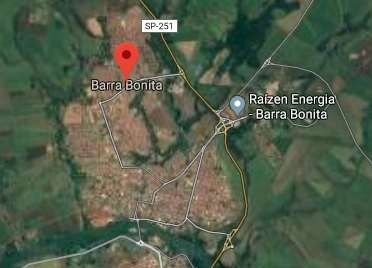 SP-251
Barra Bonita
Raízen Energia
- Barra Bonita